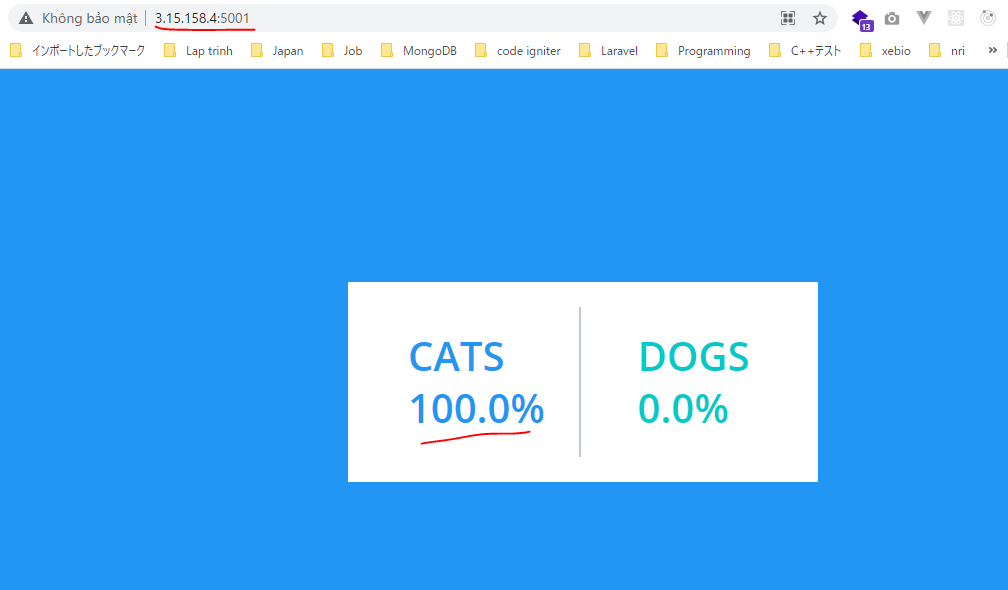 Không bảo mật 3.15.158.4:5001
13
インポートしたブックマーク Lap trinh Japan Job MongoDB code igniter Laravel Programming C++テスト xebio nri »
CATS DOGS
100.0% 0.0%